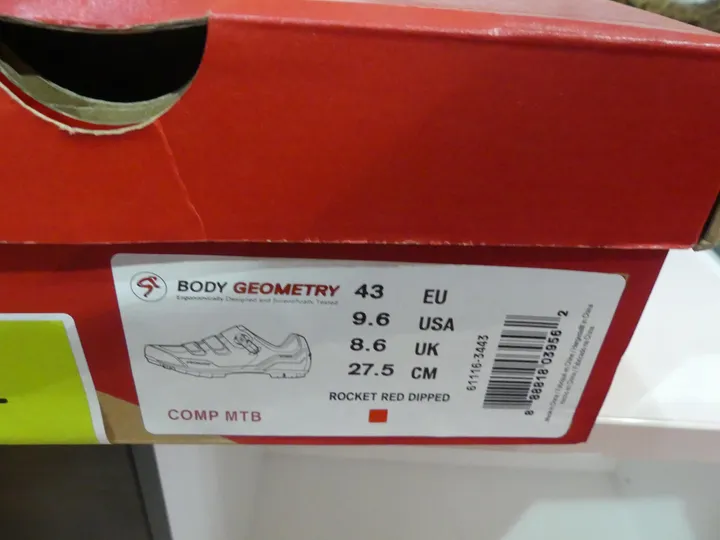 BODY GEOMETRY
Ergonomically Designed and Scientifically Tested
43 EU
9.6 USA
8.6 UK
27.5 CM
ROCKET RED DIPPED
COMP MTB
61116-3443
8 88818 03956 2